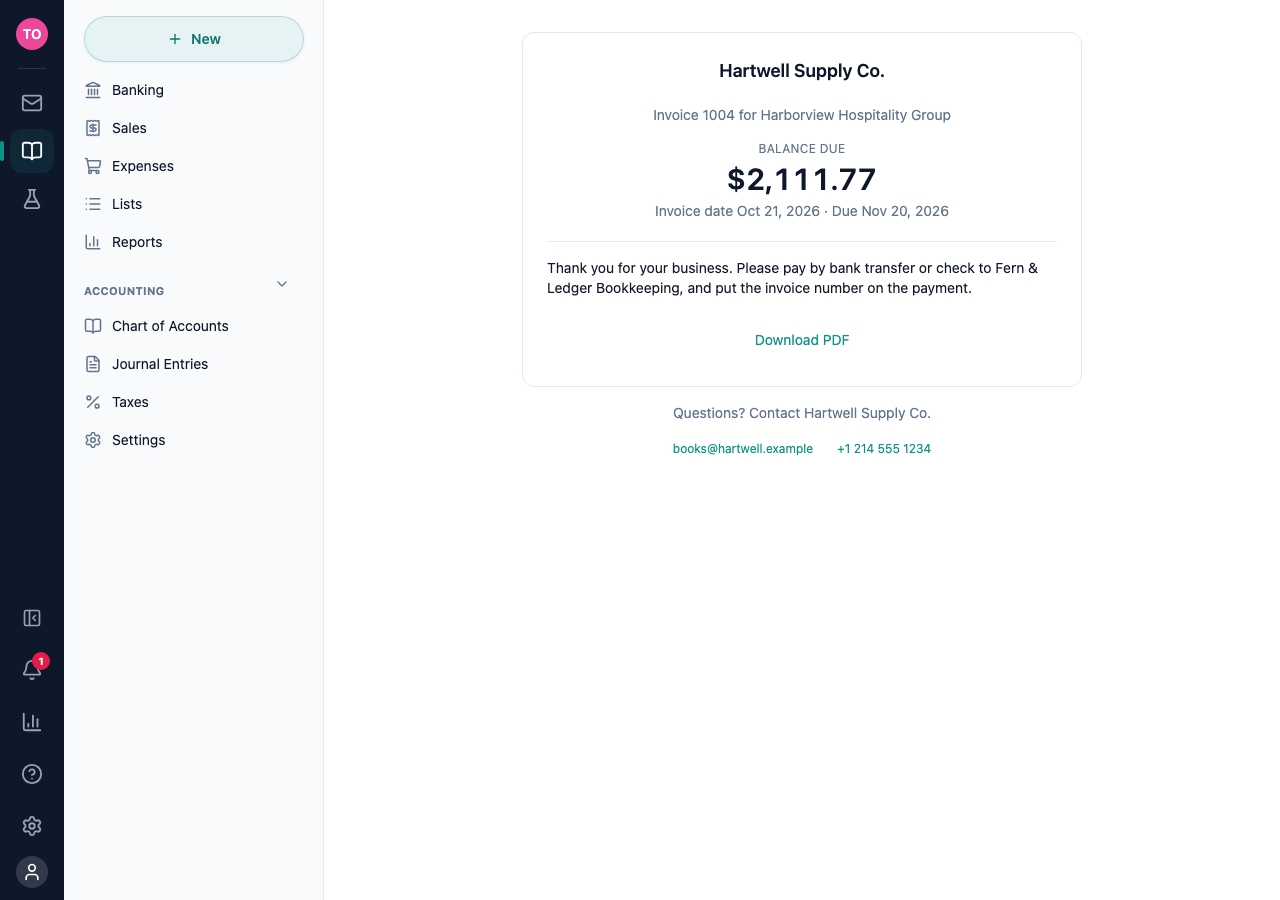 TO
New
Banking
Sales
Expenses
Lists
Reports
ACCOUNTING
Chart of Accounts
Journal Entries
Taxes
Settings
1
Hartwell Supply Co.
Invoice 1004 for Harborview Hospitality Group
BALANCE DUE
$2,111.77
Invoice date Oct 21, 2026 · Due Nov 20, 2026
Thank you for your business. Please pay by bank transfer or check to Fern &
Ledger Bookkeeping, and put the invoice number on the payment.
Download PDF
Questions? Contact Hartwell Supply Co.
books@hartwell.example +1 214 555 1234